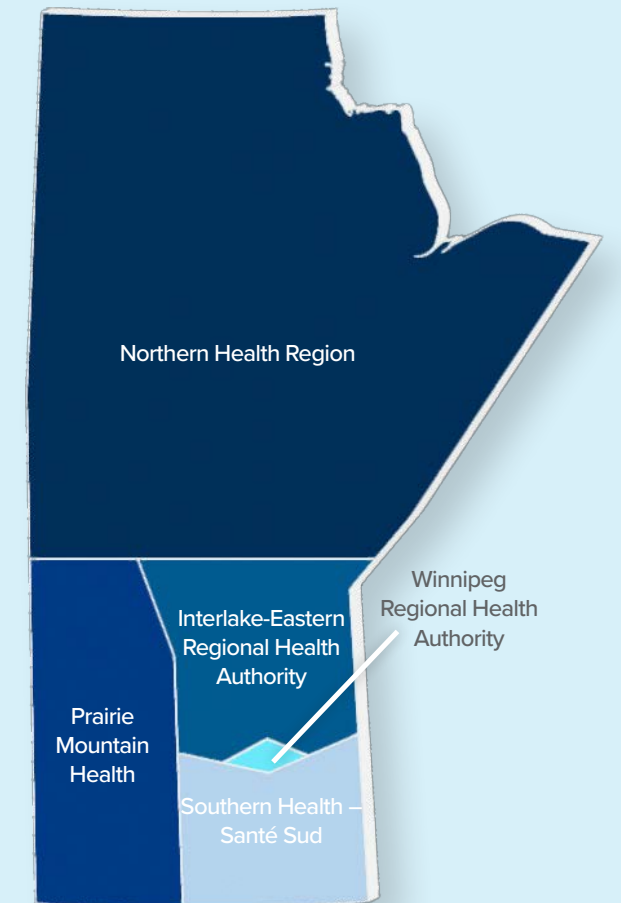 Northern Health Region
Winnipeg
Regional Health
Authority
Interlake-Eastern
Regional Health
Authority
Prairie
Mountain
Health
Southern Health –
Santé Sud